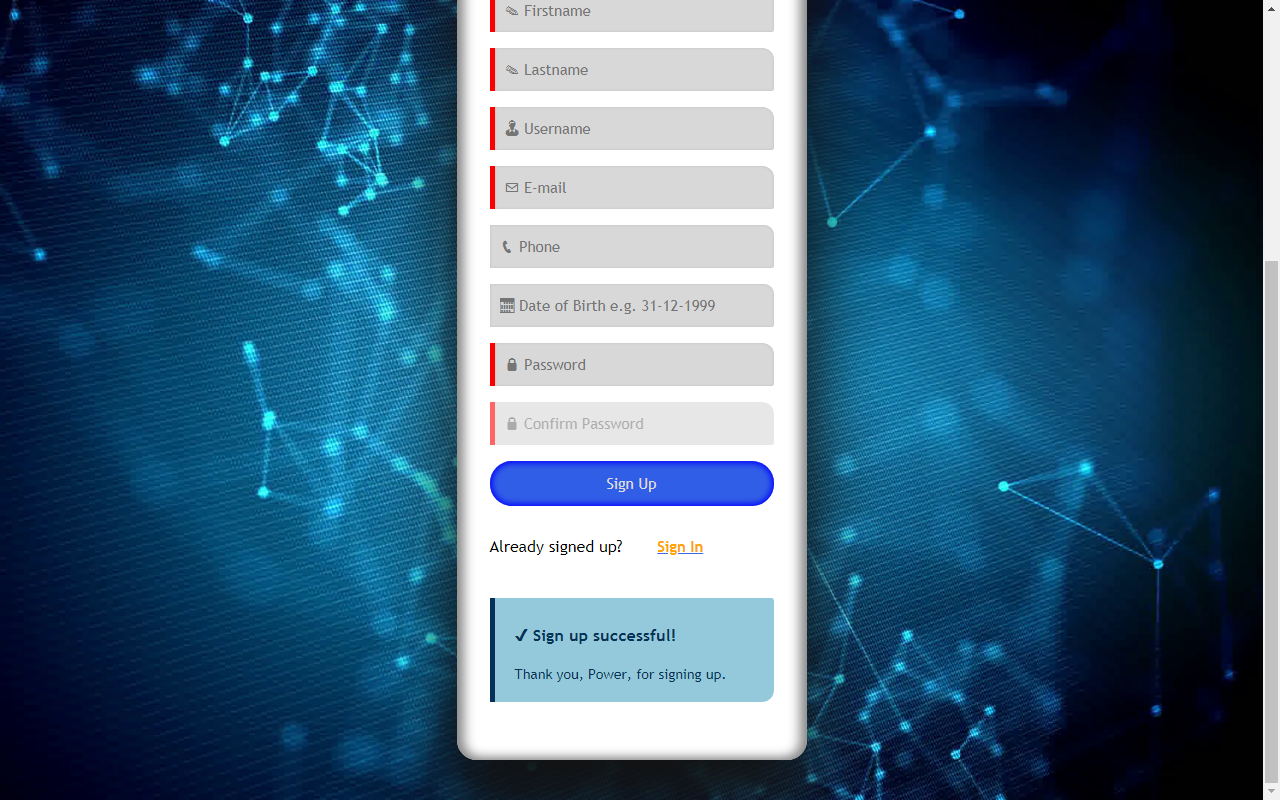 Firstname
Lastname
Username
E-mail
Phone
Date of Birth e.g. 31-12-1999
Password
Confirm Password
Sign Up
Already signed up? Sign In
✔ Sign up successful!
Thank you, Power, for signing up.